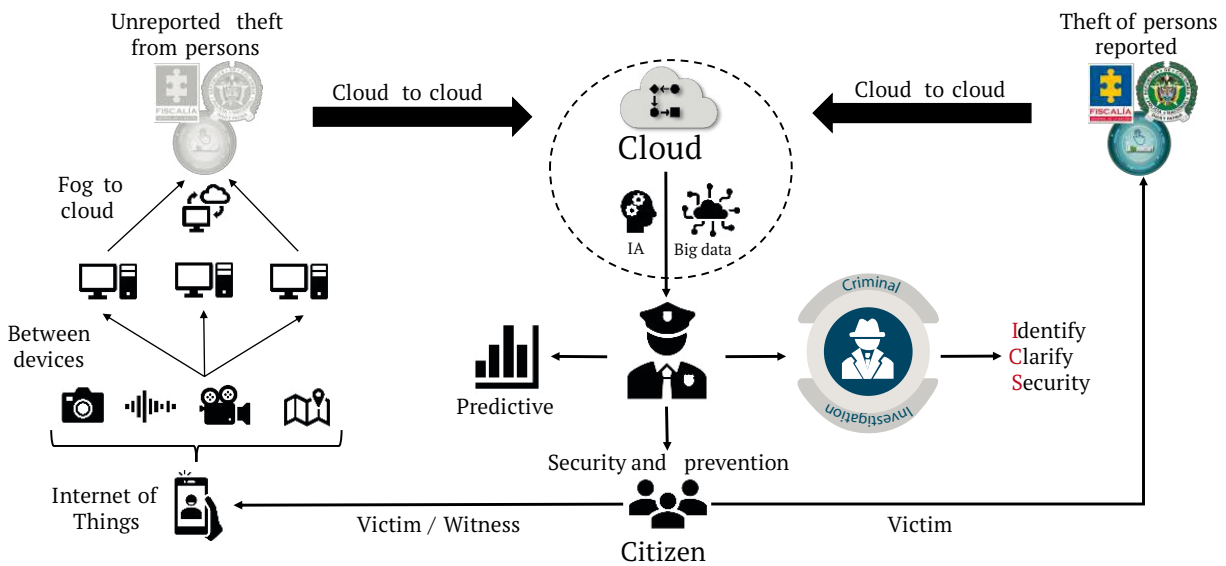 Unreported theft
from persons
FISCALÍA
Cloud to cloud
Cloud to cloud
Theft of persons
reported
FISCALÍA
Cloud
IA
Big data
Fog to
cloud
Between
devices
Predictive
Criminal
Investigation
Identify
Clarify
Security
Security and prevention
Internet of
Things
Victim / Witness
Citizen
Victim